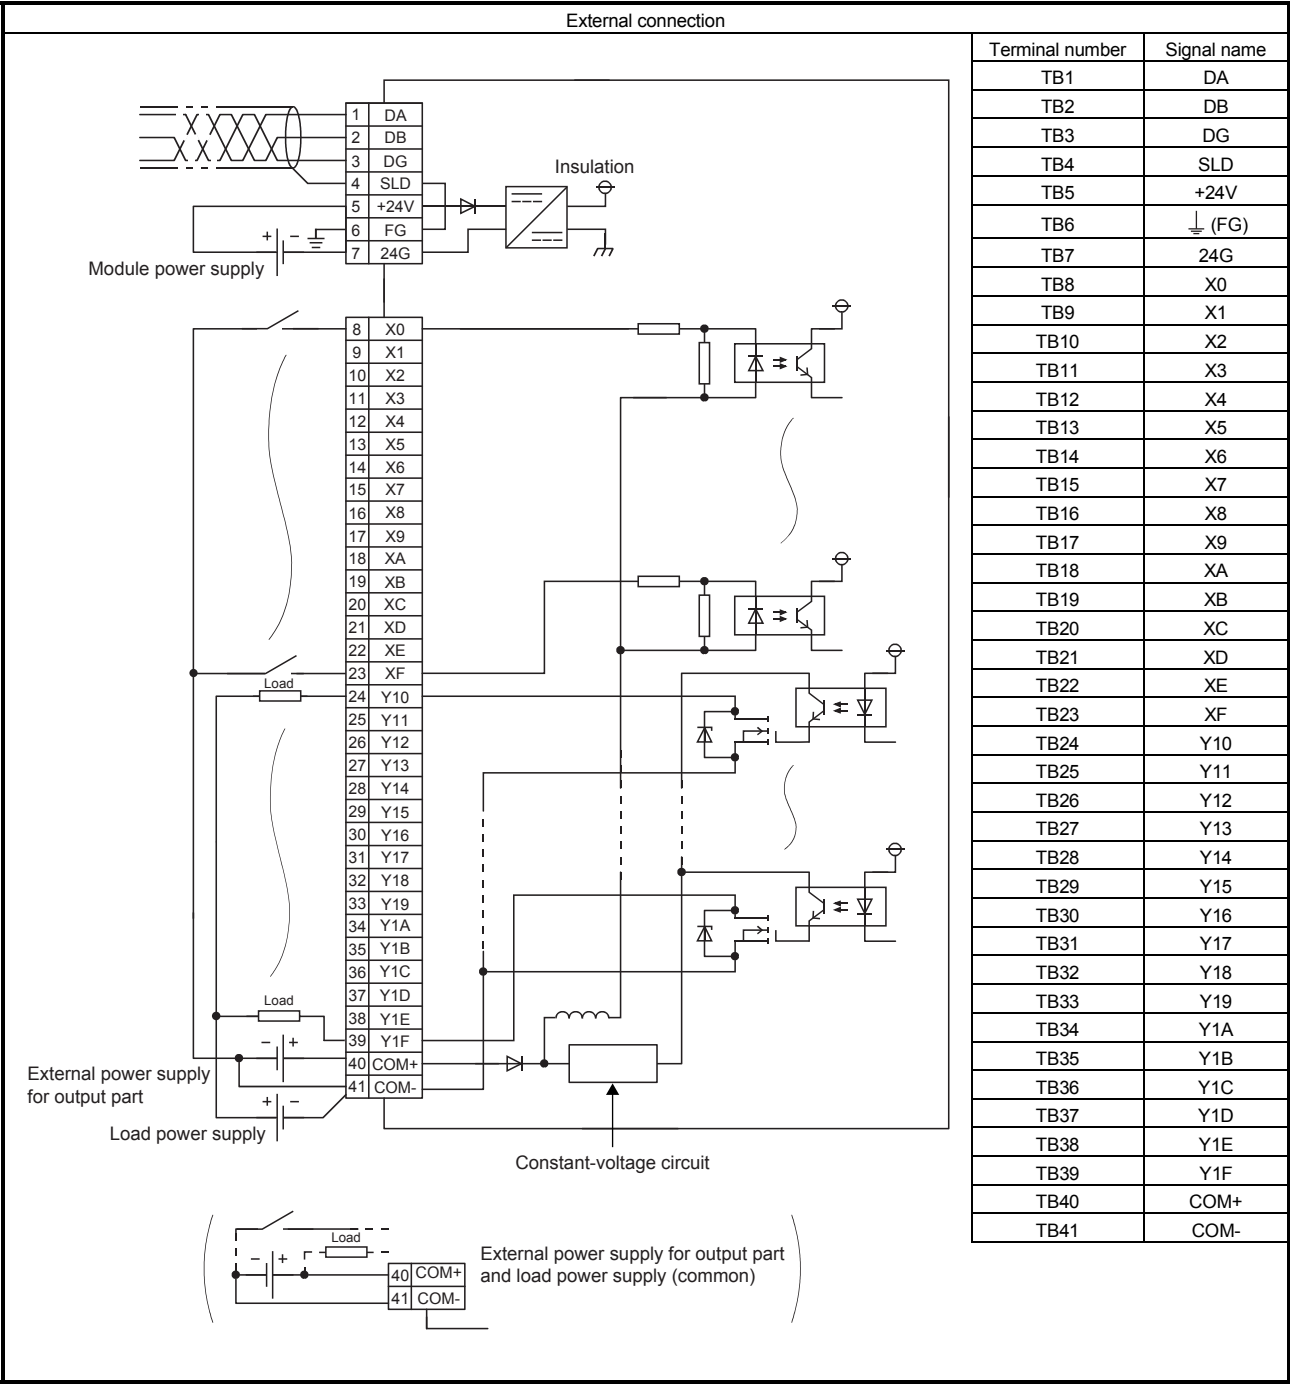 External connection
1 DA
2 DB
3 DG
4 SLD
5 +24V
6 FG
7 24G
Insulation
+ −
Module power supply
8 X0
9 X1
10 X2
11 X3
12 X4
13 X5
14 X6
15 X7
16 X8
17 X9
18 XA
19 XB
20 XC
21 XD
22 XE
23 XF
Load
24 Y10
25 Y11
26 Y12
27 Y13
28 Y14
29 Y15
30 Y16
31 Y17
32 Y18
33 Y19
34 Y1A
35 Y1B
36 Y1C
37 Y1D
38 Y1E
39 Y1F
40 COM+
41 COM-
Load
− +
External power supply
for output part
+ −
Load power supply
Constant-voltage circuit
Load
− +
40 COM+
41 COM-
External power supply for output part
and load power supply (common)
Terminal number Signal name
TB1 DA
TB2 DB
TB3 DG
TB4 SLD
TB5 +24V
TB6 (FG)
TB7 24G
TB8 X0
TB9 X1
TB10 X2
TB11 X3
TB12 X4
TB13 X5
TB14 X6
TB15 X7
TB16 X8
TB17 X9
TB18 XA
TB19 XB
TB20 XC
TB21 XD
TB22 XE
TB23 XF
TB24 Y10
TB25 Y11
TB26 Y12
TB27 Y13
TB28 Y14
TB29 Y15
TB30 Y16
TB31 Y17
TB32 Y18
TB33 Y19
TB34 Y1A
TB35 Y1B
TB36 Y1C
TB37 Y1D
TB38 Y1E
TB39 Y1F
TB40 COM+
TB41 COM-